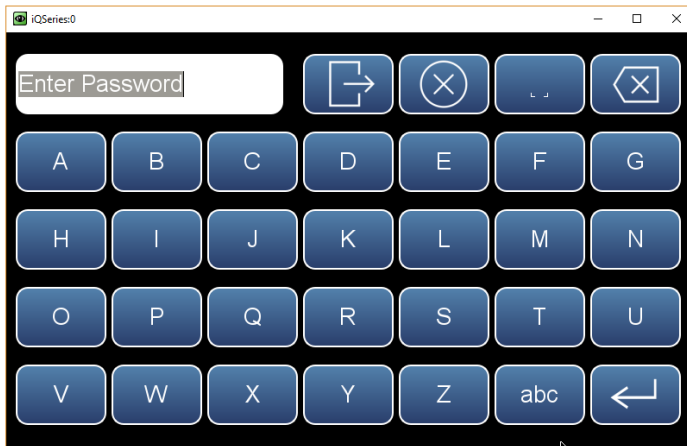 iQSeries:0
Enter Password
A B C D E F G
H I J K L M N
O P Q R S T U
V W X Y Z abc